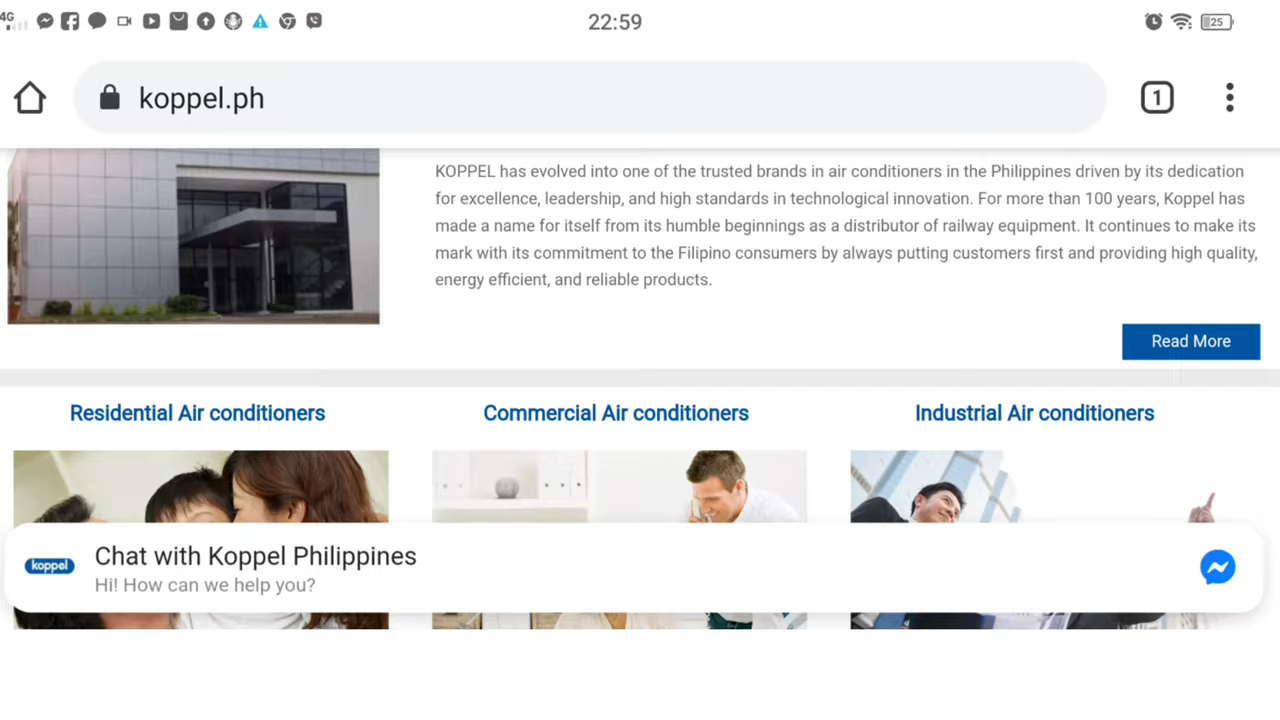 4G
22:59
25
koppel.ph
1
KOPPEL has evolved into one of the trusted brands in air conditioners in the Philippines driven by its dedication
for excellence, leadership, and high standards in technological innovation. For more than 100 years, Koppel has
made a name for itself from its humble beginnings as a distributor of railway equipment. It continues to make its
mark with its commitment to the Filipino consumers by always putting customers first and providing high quality,
energy efficient, and reliable products.
Read More
Residential Air conditioners
Commercial Air conditioners
Industrial Air conditioners
koppel
Chat with Koppel Philippines
Hi! How can we help you?